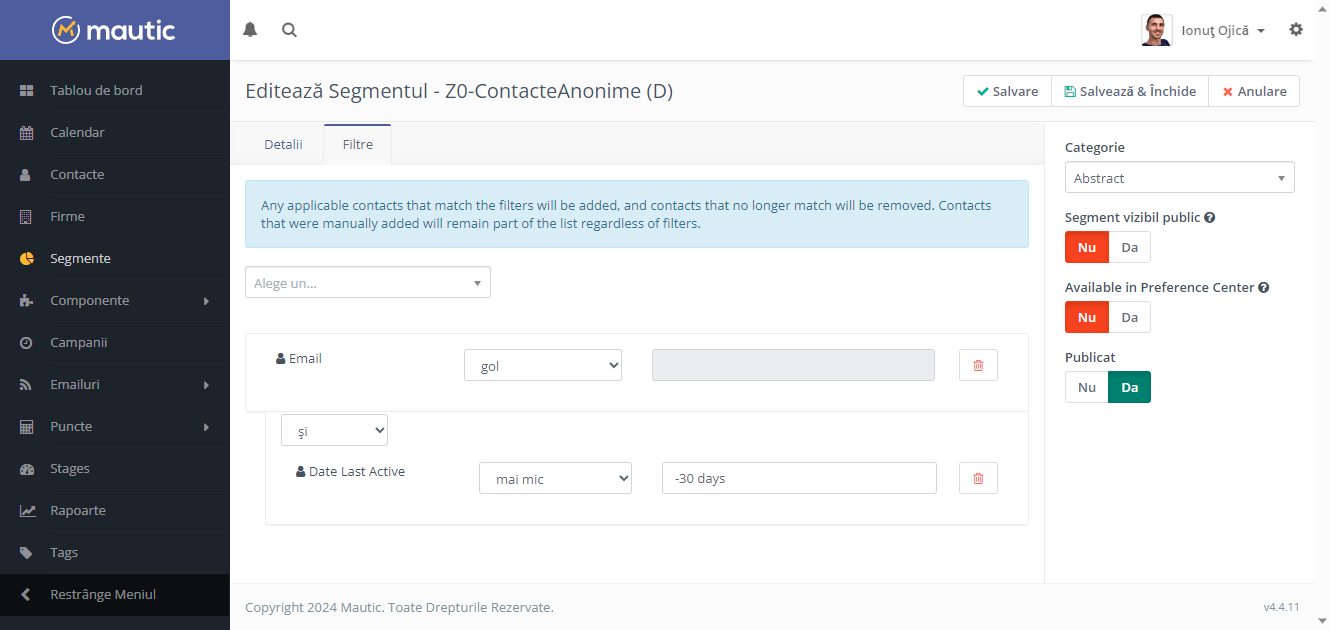 mautic
Ionuț Ojică
Tablou de bord
Calendar
Contacte
Firme
Segmente
Componente
Campanii
Emailuri
Puncte
Stages
Rapoarte
Tags
Restrânge Meniul
Editează Segmentul - Z0-ContacteAnonime (D)
Salvare
Salvează & Închide
Anulare
Detalii
Filtre
Any applicable contacts that match the filters will be added, and contacts that no longer match will be removed. Contacts
that were manually added will remain part of the list regardless of filters.
Alege un...
Email
gol
şi
Date Last Active
mai mic
-30 days
Categorie
Abstract
Segment vizibil public
Nu Da
Available in Preference Center
Nu Da
Publicat
Nu Da
Copyright 2024 Mautic. Toate Drepturile Rezervate.
v4.4.11